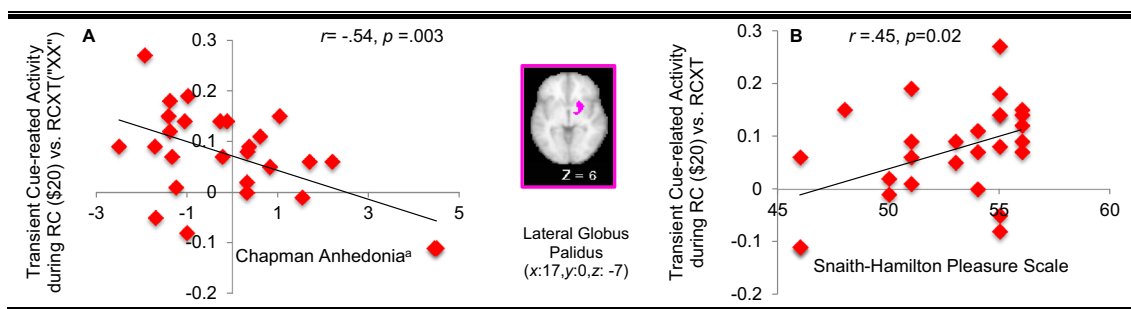 A
r= -.54, p =.003
Transient Cue-reated Activity
during RC ($20) vs. RCXT("XX")
0.3
0.2
0.1
0
-0.1
-0.2
-3
-1
1
3
5
Chapman Anhedoniaᵃ
Z = 6
Lateral Globus
Palidus
(x:17,y:0,z: -7)
B
r =.45, p=0.02
Transient Cue-related Activity
during RC ($20) vs. RCXT
0.3
0.2
0.1
0
-0.1
-0.2
45
50
55
60
Snaith-Hamilton Pleasure Scale